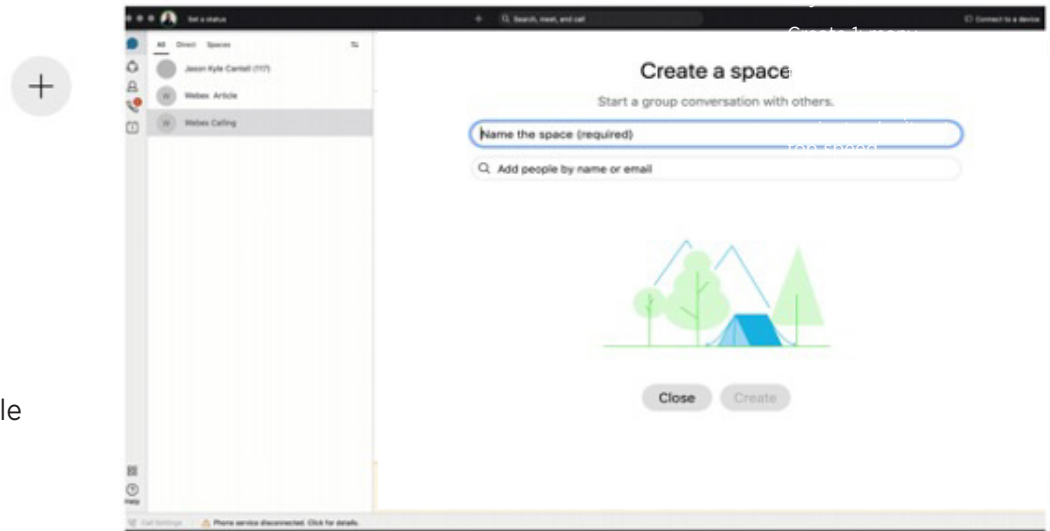 Set a status
Search, meet, and call
Connect to a device
All Direct Spaces
Jason Kyle (117)
W Webex Article
W Webex Calling
Create a space
Start a group conversation with others.
Name the space (required)
Add people by name or email
Close Create
le
Help
Call Settings Phone service disconnected. Click for details.